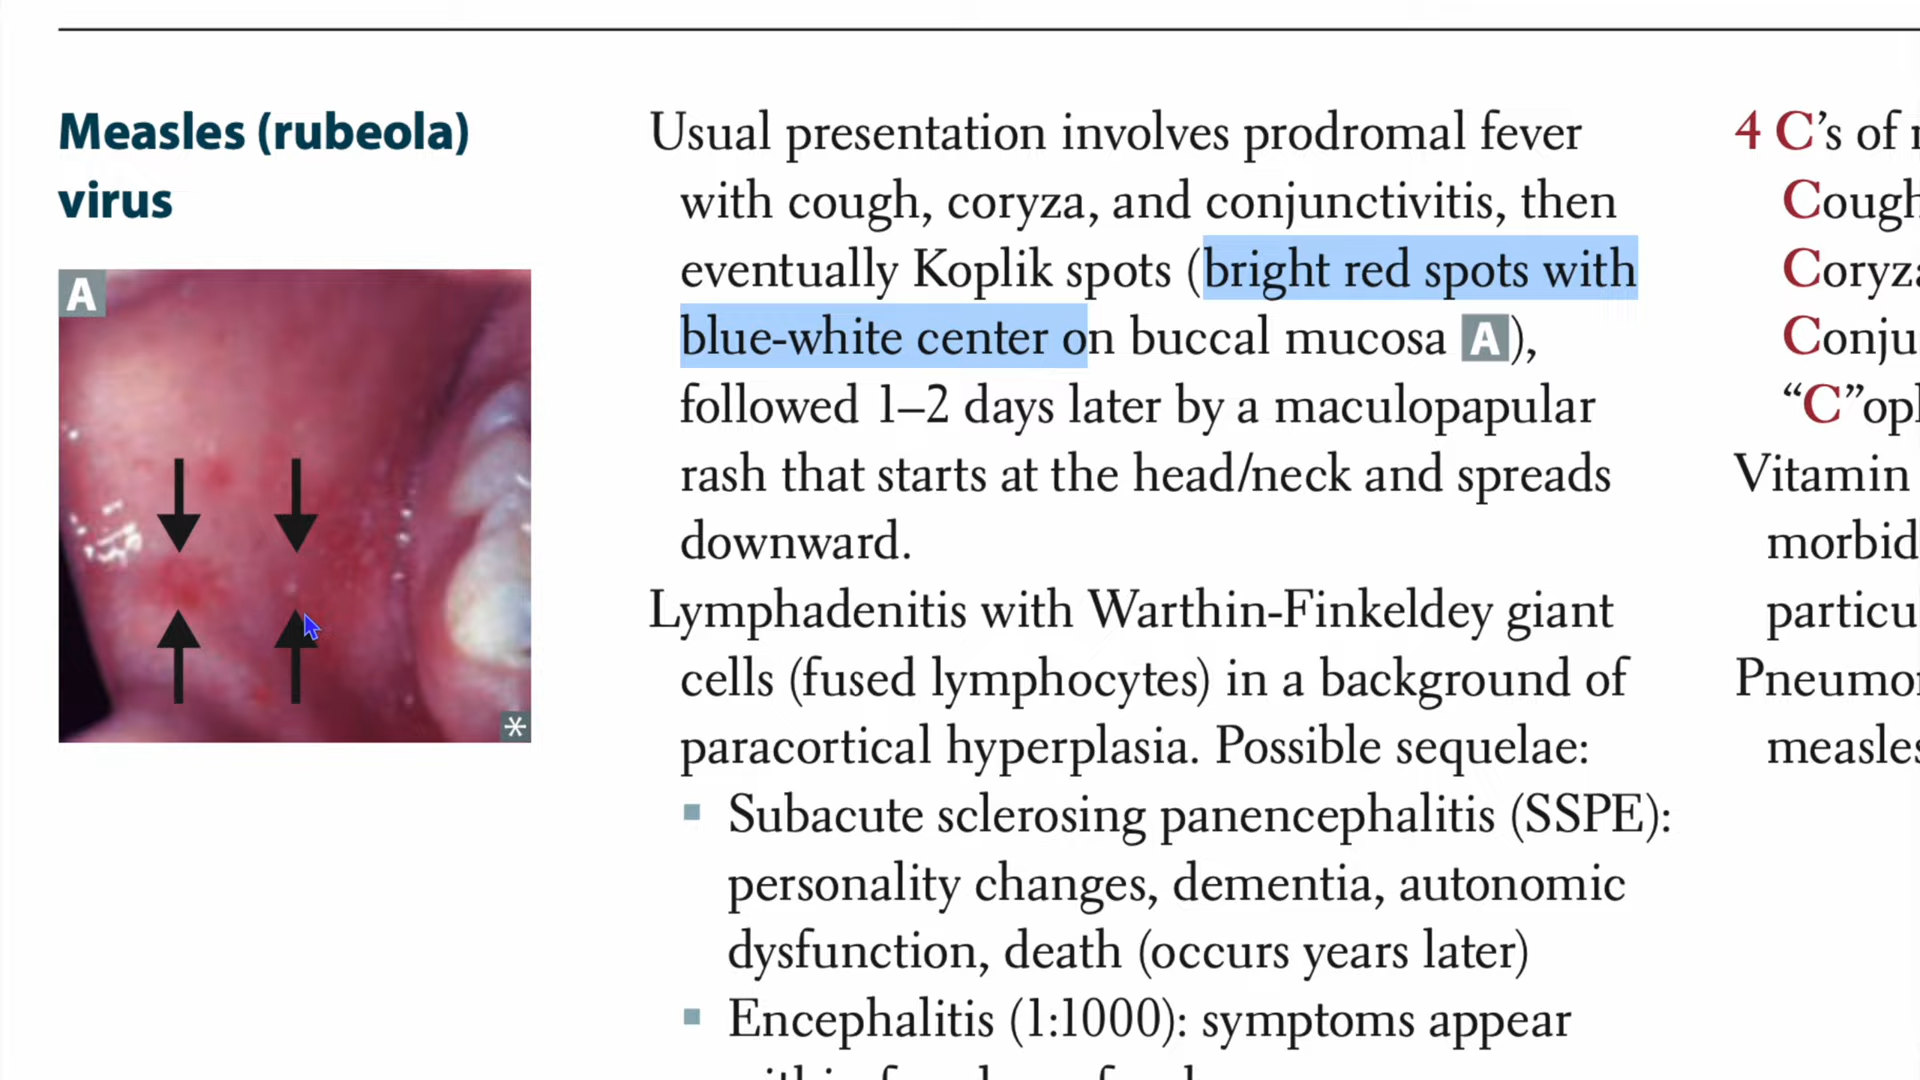 Measles (rubeola)
virus
A
*
Usual presentation involves prodromal fever
with cough, coryza, and conjunctivitis, then
eventually Koplik spots (bright red spots with
blue-white center on buccal mucosa A),
followed 1–2 days later by a maculopapular
rash that starts at the head/neck and spreads
downward.
Lymphadenitis with Warthin-Finkeldey giant
cells (fused lymphocytes) in a background of
paracortical hyperplasia. Possible sequelae:
▪ Subacute sclerosing panencephalitis (SSPE):
personality changes, dementia, autonomic
dysfunction, death (occurs years later)
▪ Encephalitis (1:1000): symptoms appear
4 C’s of
Cough
Coryza
Conju
“C”opl
Vitamin
morbid
particu
Pneumo
measles